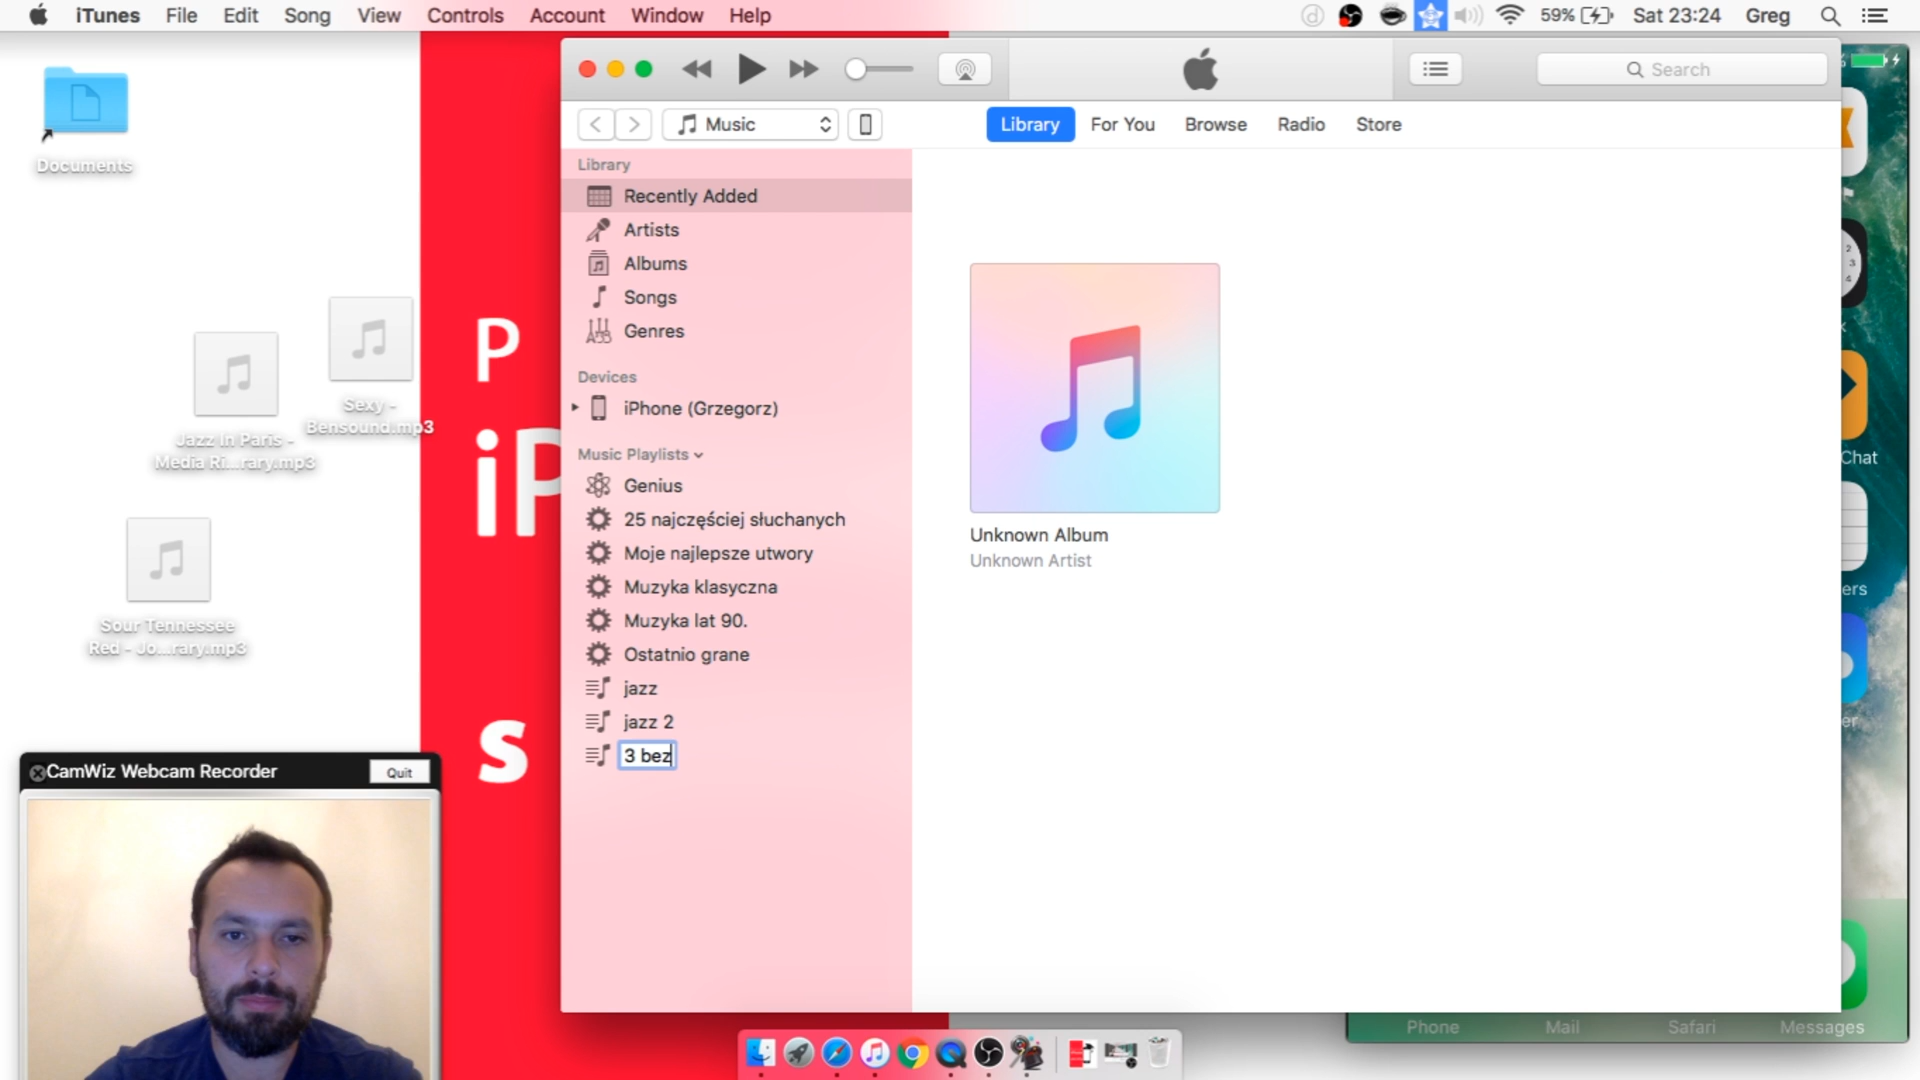 iTunes File Edit Song View Controls Account Window Help
59% Sat 23:24 Greg
Documents
Sexy -
Bensound.mp3
Jazz In Paris -
Media Ri...rary.mp3
Sour Tennessee
Red - Jo...rary.mp3
P
iP
s
Search
Music
Library For You Browse Radio Store
Library
Recently Added
Artists
Albums
Songs
Genres
Devices
iPhone (Grzegorz)
Music Playlists
Genius
25 najczęściej słuchanych
Moje najlepsze utwory
Muzyka klasyczna
Muzyka lat 90.
Ostatnio grane
jazz
jazz 2
3 bez
Unknown Album
Unknown Artist
Chat
ers
er
Phone Mail Safari Messages
CamWiz Webcam Recorder
Quit